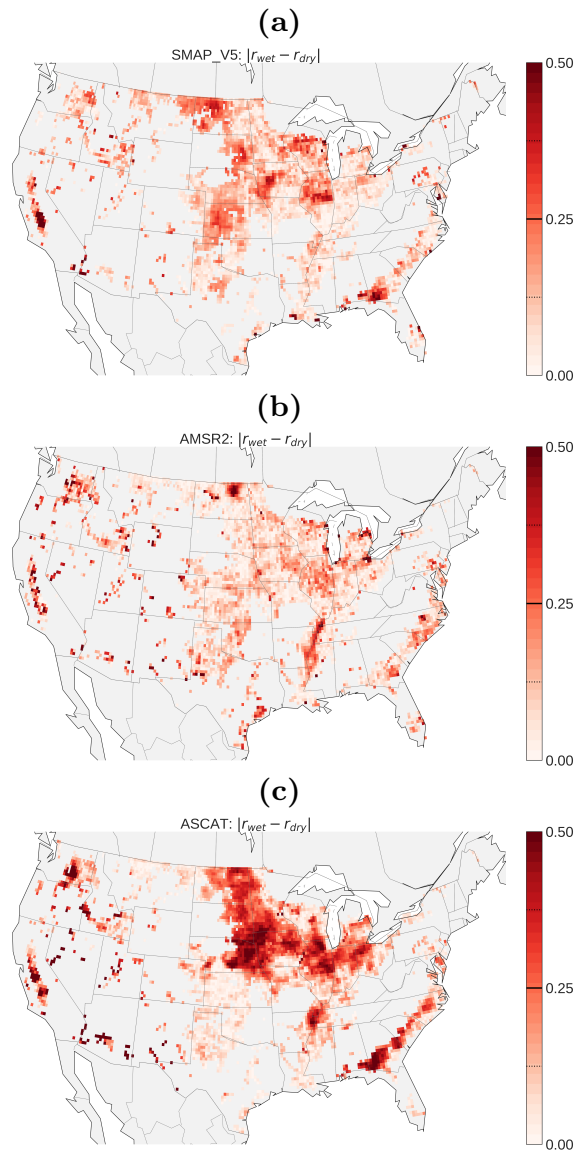 (a)
SMAP_V5: |r_wet − r_dry|
0.50
0.25
0.00
(b)
AMSR2: |r_wet − r_dry|
0.50
0.25
0.00
(c)
ASCAT: |r_wet − r_dry|
0.50
0.25
0.00